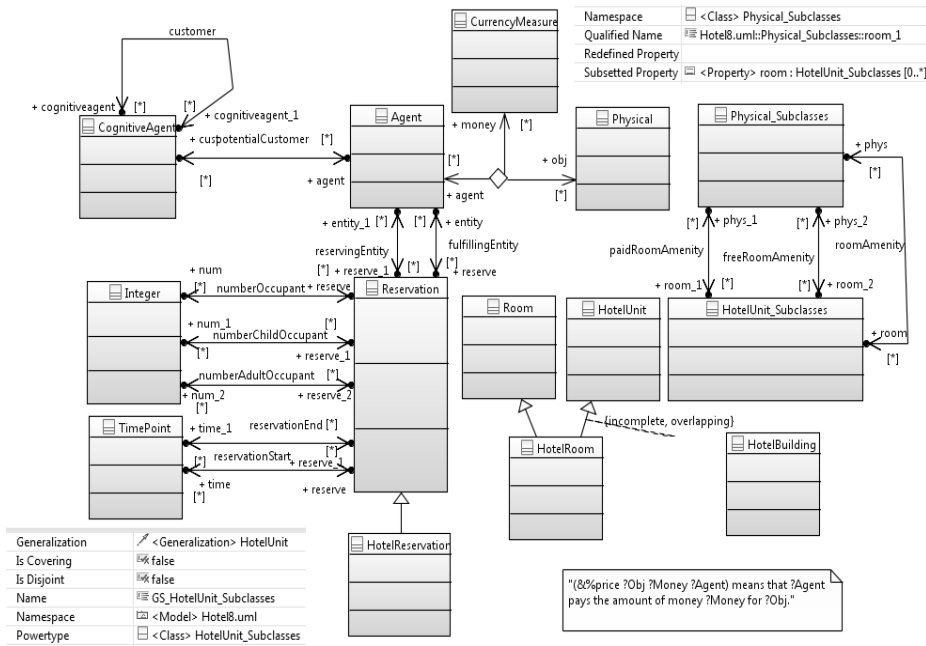 customer
CurrencyMeasure
Namespace <Class> Physical_Subclasses
Qualified Name Hotel8.uml::Physical_Subclasses::room_1
Redefined Property
Subsetted Property <Property> room : HotelUnit_Subclasses [0..*]
+ cognitiveagent [*] [*]
+ cognitiveagent_1
CognitiveAgent
+ cuspotentialCustomer [*]
[*]
+ agent
Agent
+ money [*]
[*]
+ agent
+ obj
[*]
Physical
Physical_Subclasses
+ phys
[*]
[*] + phys_1
[*] + phys_2
paidRoomAmenity
freeRoomAmenity
roomAmenity
+ room_1 [*]
[*] + room_2
HotelUnit_Subclasses
+ room
[*]
+ entity_1 [*] [*] + entity
reservingEntity
fulfillingEntity
[*] + reserve_1 [*]
[*] + reserve
Reservation
Integer
+ num
[*] numberOccupant + reserve
+ num_1 [*]
numberChildOccupant
[*] + reserve_1
[*]
numberAdultOccupant
+ num_2 + reserve_2
[*]
TimePoint
+ time_1 reservationEnd [*]
[*]
[*] reservationStart + reserve_1
+ time + reserve
[*]
Room
HotelUnit
{incomplete, overlapping}
HotelRoom
HotelBuilding
HotelReservation
Generalization <Generalization> HotelUnit
Is Covering false
Is Disjoint false
Name GS_HotelUnit_Subclasses
Namespace <Model> Hotel8.uml
Powertype <Class> HotelUnit_Subclasses
"(&%price ?Obj ?Money ?Agent) means that ?Agent
pays the amount of money ?Money for ?Obj."